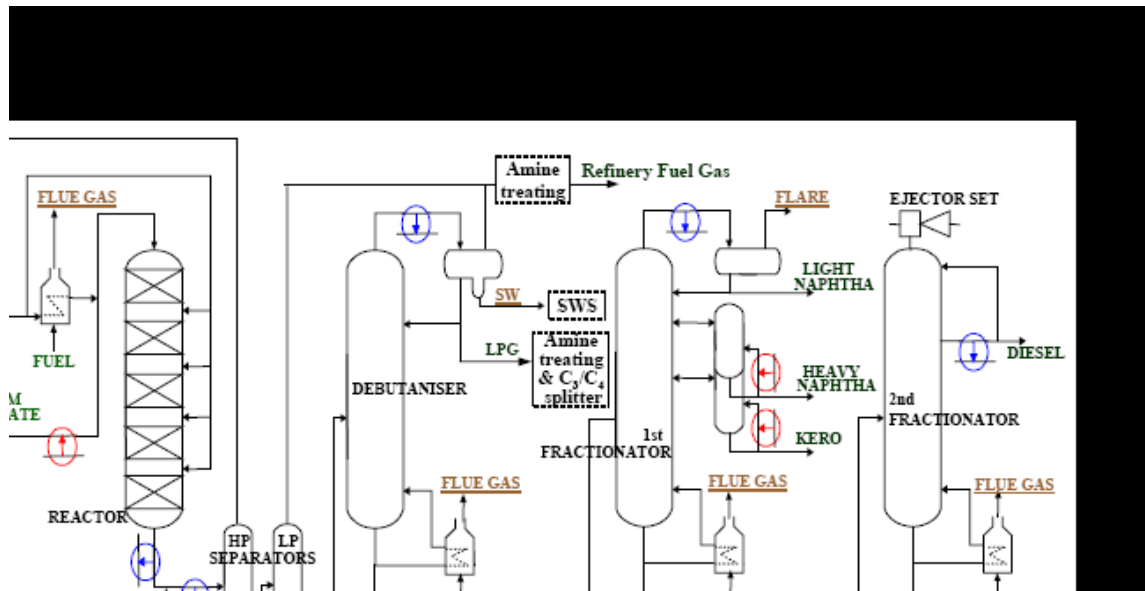 Amine
treating
Refinery Fuel Gas
FLUE GAS
FLARE
EJECTOR SET
LIGHT
NAPHTHA
SW
SWS
FUEL
LPG
Amine
treating
& C3/C4
splitter
DIESEL
DEBUTANISER
HEAVY
NAPHTHA
M
ATE
2nd
FRACTIONATOR
1st
FRACTIONATOR
KERO
FLUE GAS
FLUE GAS
FLUE GAS
REACTOR
HP LP
SEPARATORS